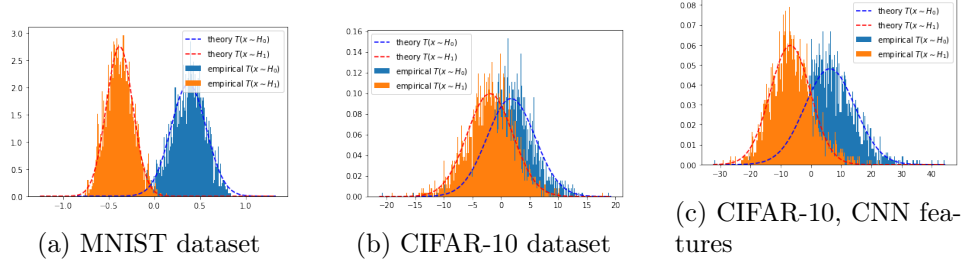 theory T(x ~ H₀)
theory T(x ~ H₁)
empirical T(x ~ H₀)
empirical T(x ~ H₁)
3.0
2.5
2.0
1.5
1.0
0.5
0.0
−1.0 −0.5 0.0 0.5 1.0
(a) MNIST dataset
theory T(x ~ H₀)
theory T(x ~ H₁)
empirical T(x ~ H₀)
empirical T(x ~ H₁)
0.16
0.14
0.12
0.10
0.08
0.06
0.04
0.02
0.00
−20 −15 −10 −5 0 5 10 15 20
(b) CIFAR-10 dataset
theory T(x ~ H₀)
theory T(x ~ H₁)
empirical T(x ~ H₀)
empirical T(x ~ H₁)
0.08
0.07
0.06
0.05
0.04
0.03
0.02
0.01
0.00
−30 −20 −10 0 10 20 30 40
(c) CIFAR-10, CNN fea-
tures